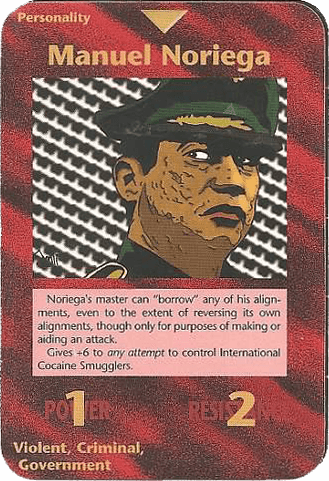 Personality
Manuel Noriega
Noriega's master can "borrow" any of his align-
ments, even to the extent of reversing its own
alignments, though only for purposes of making or
aiding an attack.
Gives +6 to any attempt to control International
Cocaine Smugglers.
POWER 1 RESISTANCE 2
Violent, Criminal,
Government